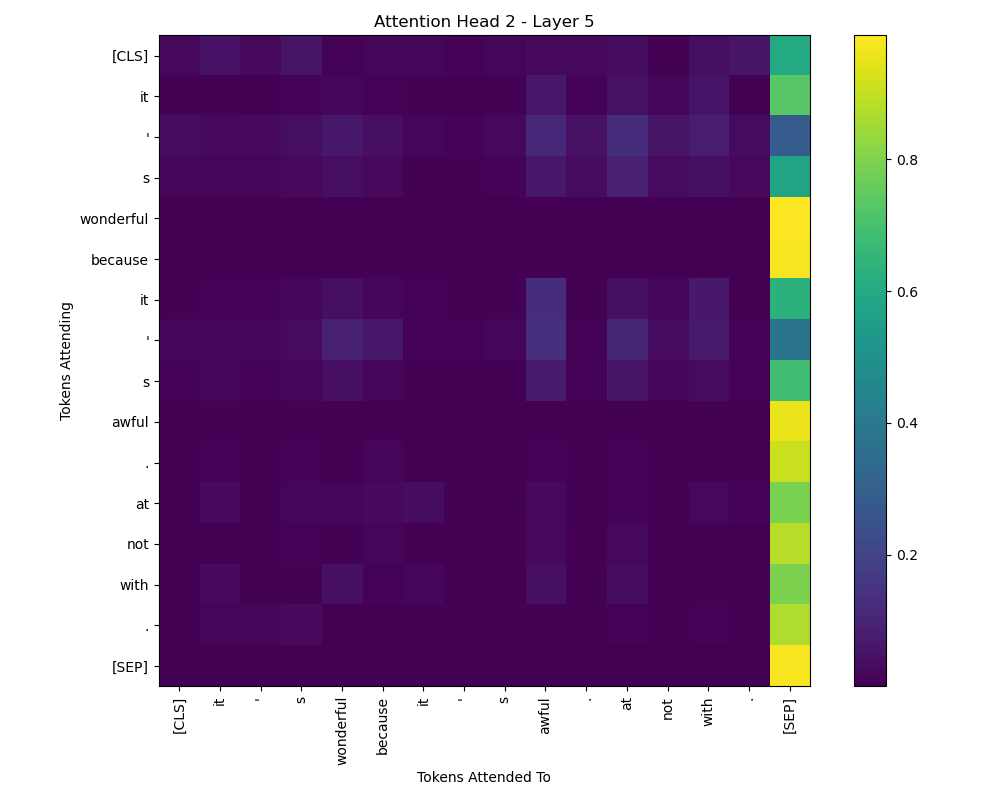 Attention Head 2 - Layer 5
[CLS]
it
'
s
wonderful
because
it
'
s
awful
.
at
not
with
.
[SEP]
Tokens Attending
[CLS]
it
'
s
wonderful
because
it
'
s
awful
.
at
not
with
.
[SEP]
Tokens Attended To
0.8
0.6
0.4
0.2